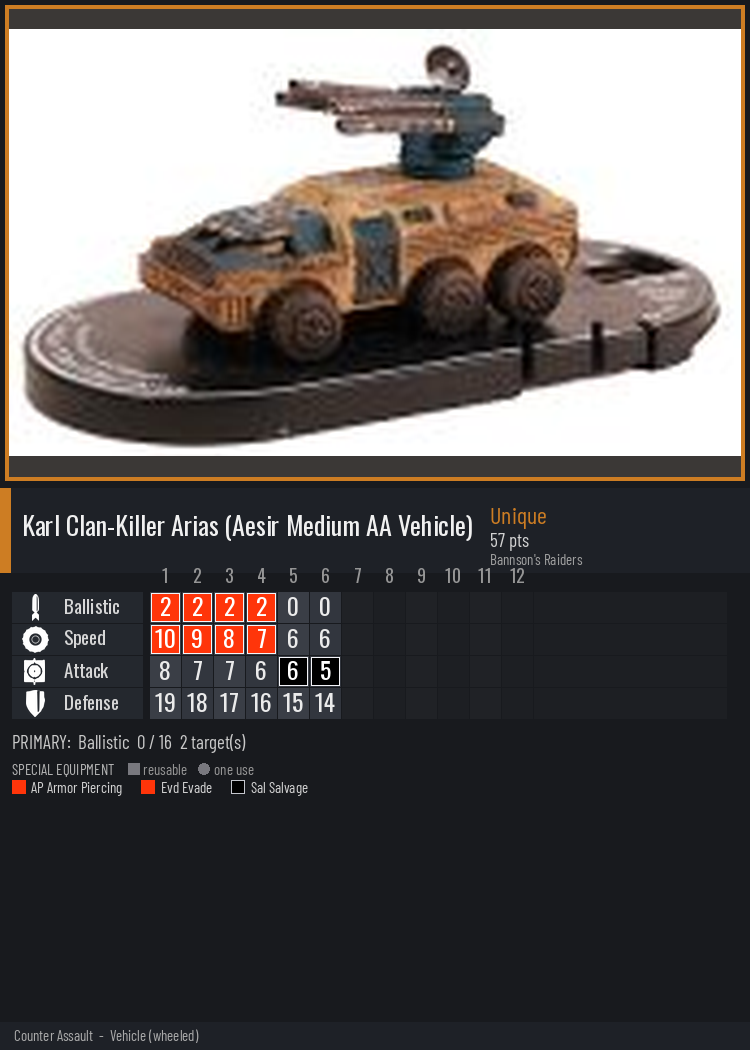 Karl Clan-Killer Arias (Aesir Medium AA Vehicle)
Unique
57 pts
Bannson's Raiders
1 2 3 4 5 6 7 8 9 10 11 12
Ballistic 2 2 2 2 0 0
Speed 10 9 8 7 6 6
Attack 8 7 7 6 6 5
Defense 19 18 17 16 15 14
PRIMARY: Ballistic 0 / 16 2 target(s)
SPECIAL EQUIPMENT reusable one use
AP Armor Piercing Evd Evade Sal Salvage
Counter Assault - Vehicle (wheeled)